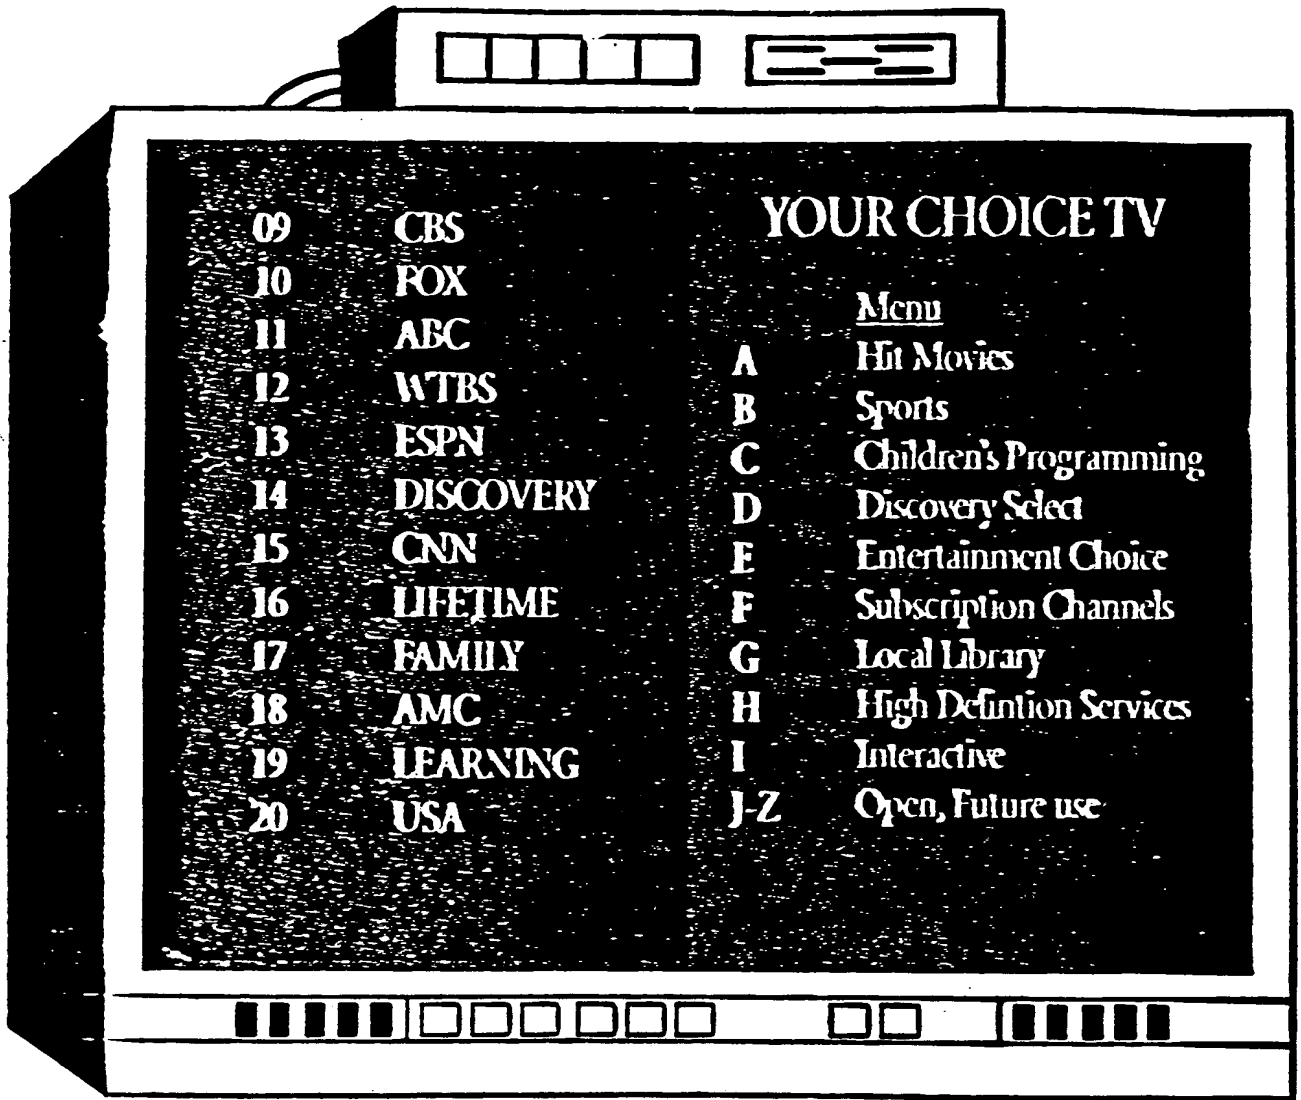 09 CBS
10 FOX
11 ABC
12 WTBS
13 ESPN
14 DISCOVERY
15 CNN
16 LIFETIME
17 FAMILY
18 AMC
19 LEARNING
20 USA
YOUR CHOICE TV
Menu
A Hit Movies
B Sports
C Children's Programming
D Discovery Select
E Entertainment Choice
F Subscription Channels
G Local Library
H High Defintion Services
I Interactive
J-Z Open, Future use